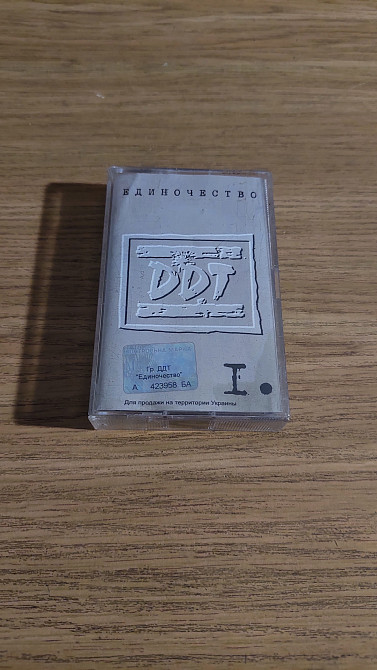 ЕДИНОЧЕСТВО
DDT
Гр. ДДТ
"Единочество"
А 423958 БА
I.
Для продажи на территории Украины